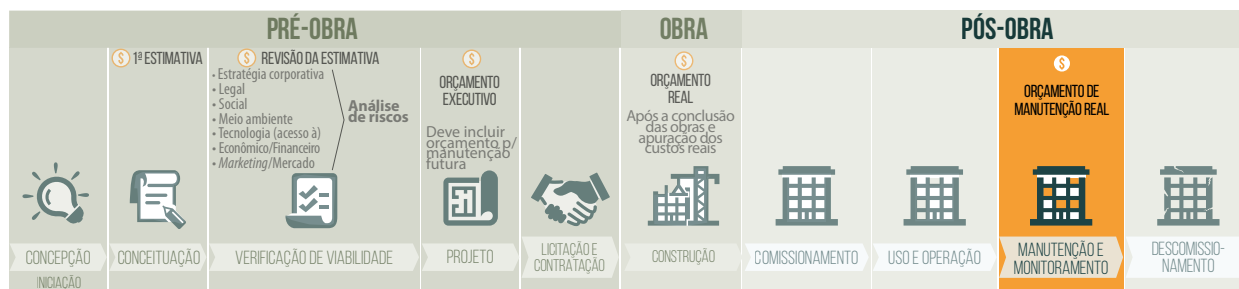 PRÉ-OBRA
OBRA
PÓS-OBRA
$ 1ª ESTIMATIVA
$ REVISÃO DA ESTIMATIVA
• Estratégia corporativa
• Legal
• Social
• Meio ambiente
• Tecnologia (acesso à)
• Econômico/Financeiro
• Marketing/Mercado
Análise
de riscos
$
ORÇAMENTO
EXECUTIVO
Deve incluir
orçamento p/
manutenção
futura
$
ORÇAMENTO
REAL
Após a conclusão
das obras e
apuração dos
custos reais
$
ORÇAMENTO DE
MANUTENÇÃO REAL
CONCEPÇÃO
INICIAÇÃO
CONCEITUAÇÃO
VERIFICAÇÃO DE VIABILIDADE
PROJETO
LICITAÇÃO E
CONTRATAÇÃO
CONSTRUÇÃO
COMISSIONAMENTO
USO E OPERAÇÃO
MANUTENÇÃO E
MONITORAMENTO
DESCOMISSIO-
NAMENTO